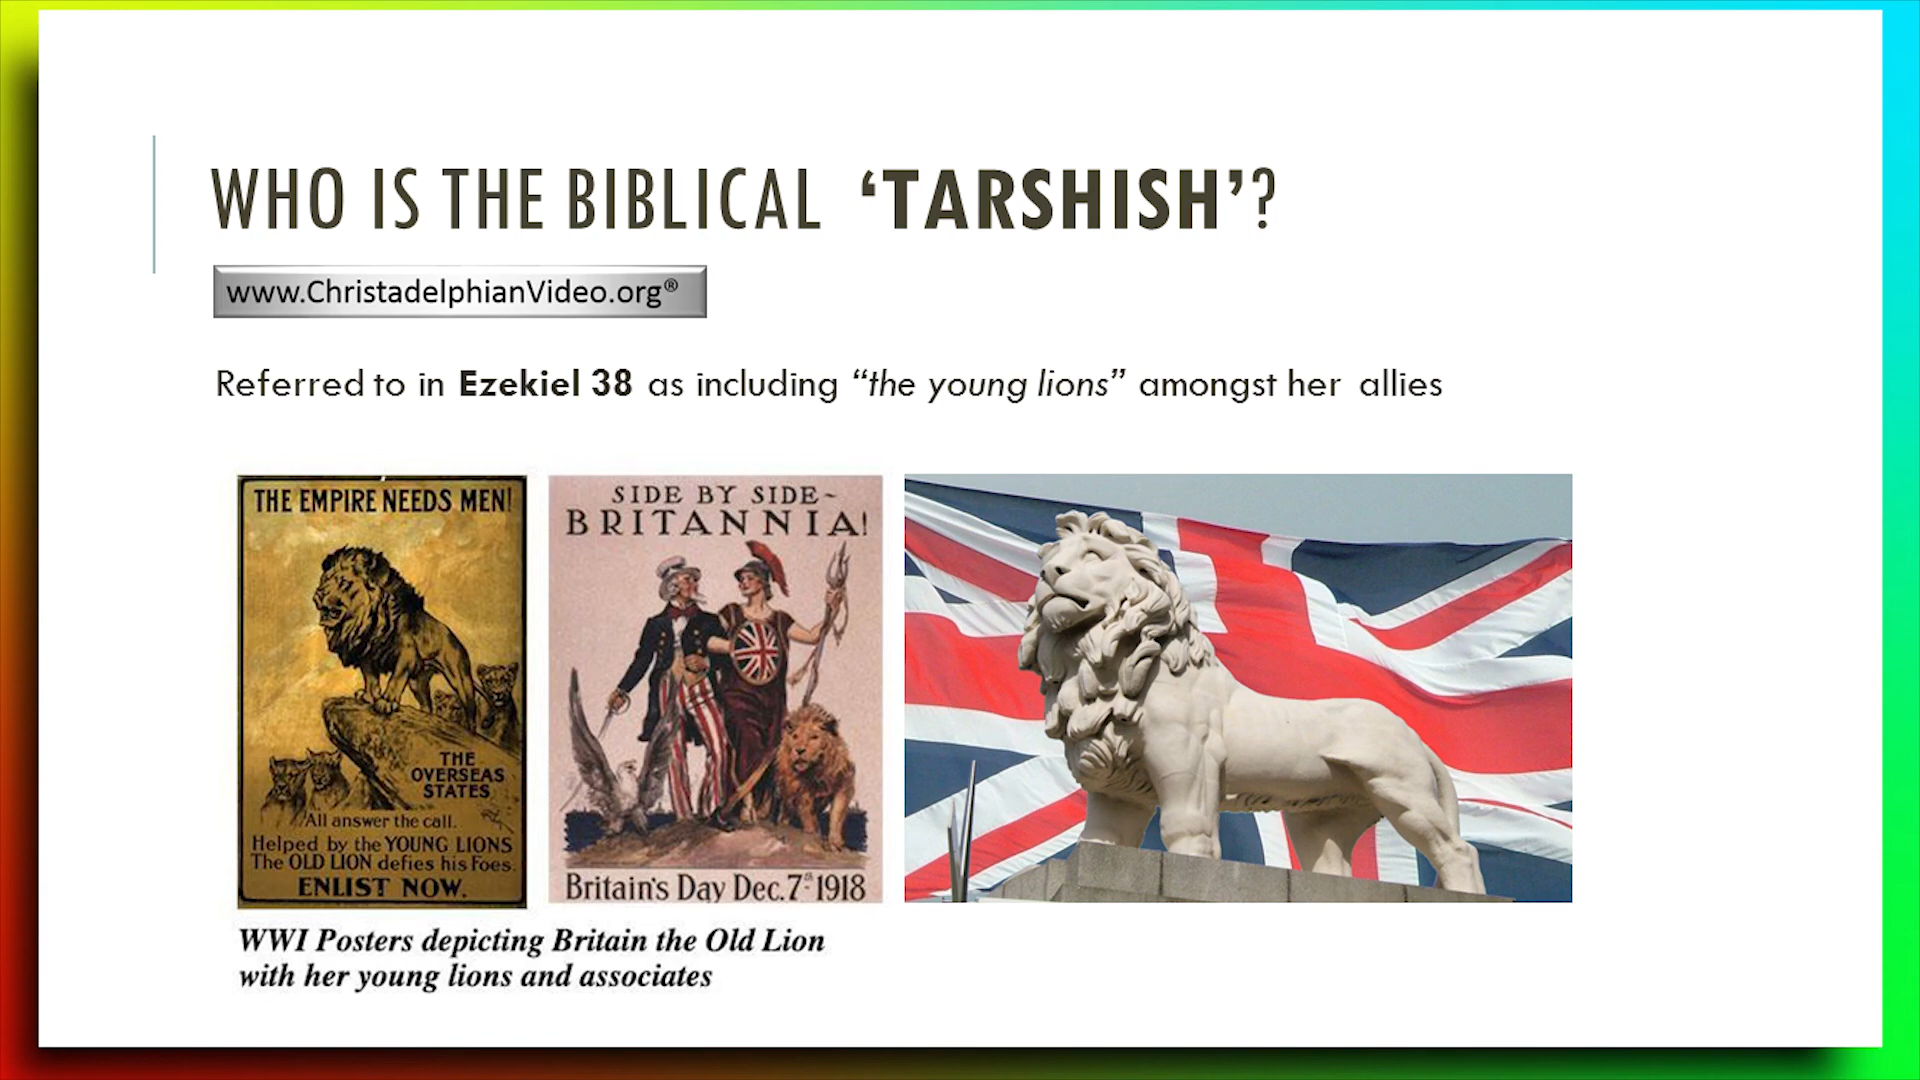 WHO IS THE BIBLICAL ‘TARSHISH’?
www.ChristadelphianVideo.org®
Referred to in Ezekiel 38 as including “the young lions” amongst her allies
THE EMPIRE NEEDS MEN!
THE
OVERSEAS
STATES
All answer the call.
Helped by the YOUNG LIONS
The OLD LION defies his Foes.
ENLIST NOW.
SIDE BY SIDE~
BRITANNIA!
Britain's Day Dec. 7th 1918
WWI Posters depicting Britain the Old Lion
with her young lions and associates